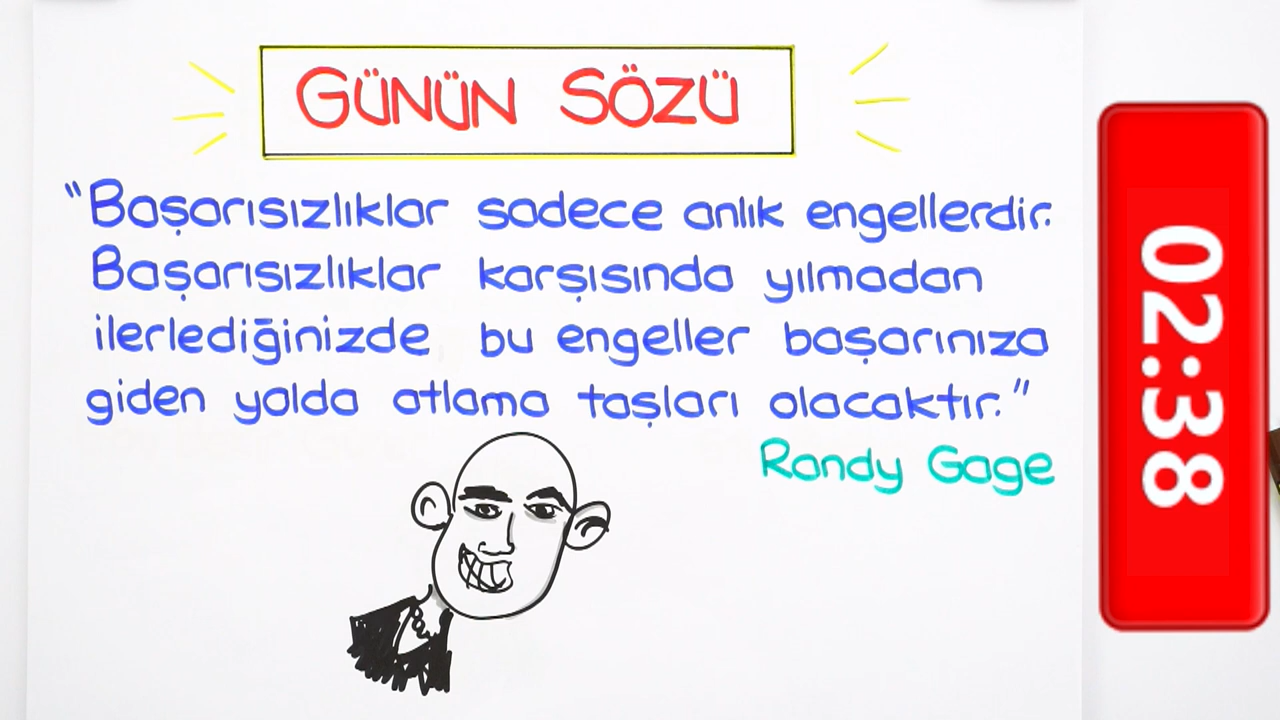 GÜNÜN SÖZÜ
"Başarısızlıklar sadece anlık engellerdir.
Başarısızlıklar karşısında yılmadan
ilerlediğinizde bu engeller başarınıza
giden yolda atlama taşları olacaktır."
Randy Gage
02:38